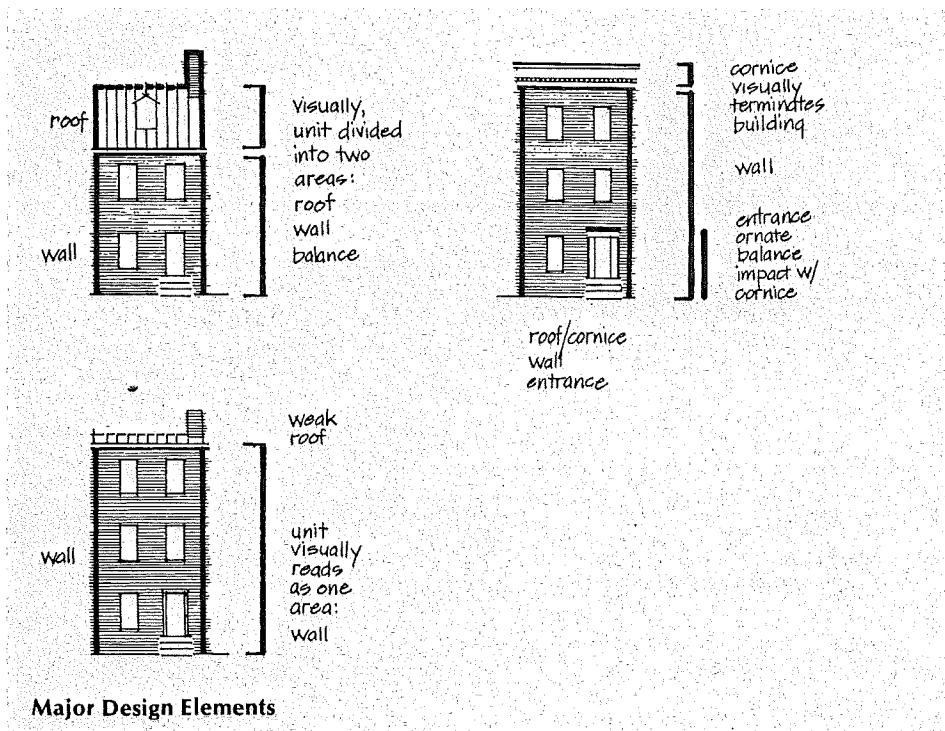 roof
wall
visually,
unit divided
into two
areas:
roof
wall
balance
cornice
visually
terminates
building
wall
entrance
ornate
balance
impact w/
cornice
roof/cornice
wall
entrance
weak
roof
wall
unit
visually
reads
as one
area:
wall
Major Design Elements